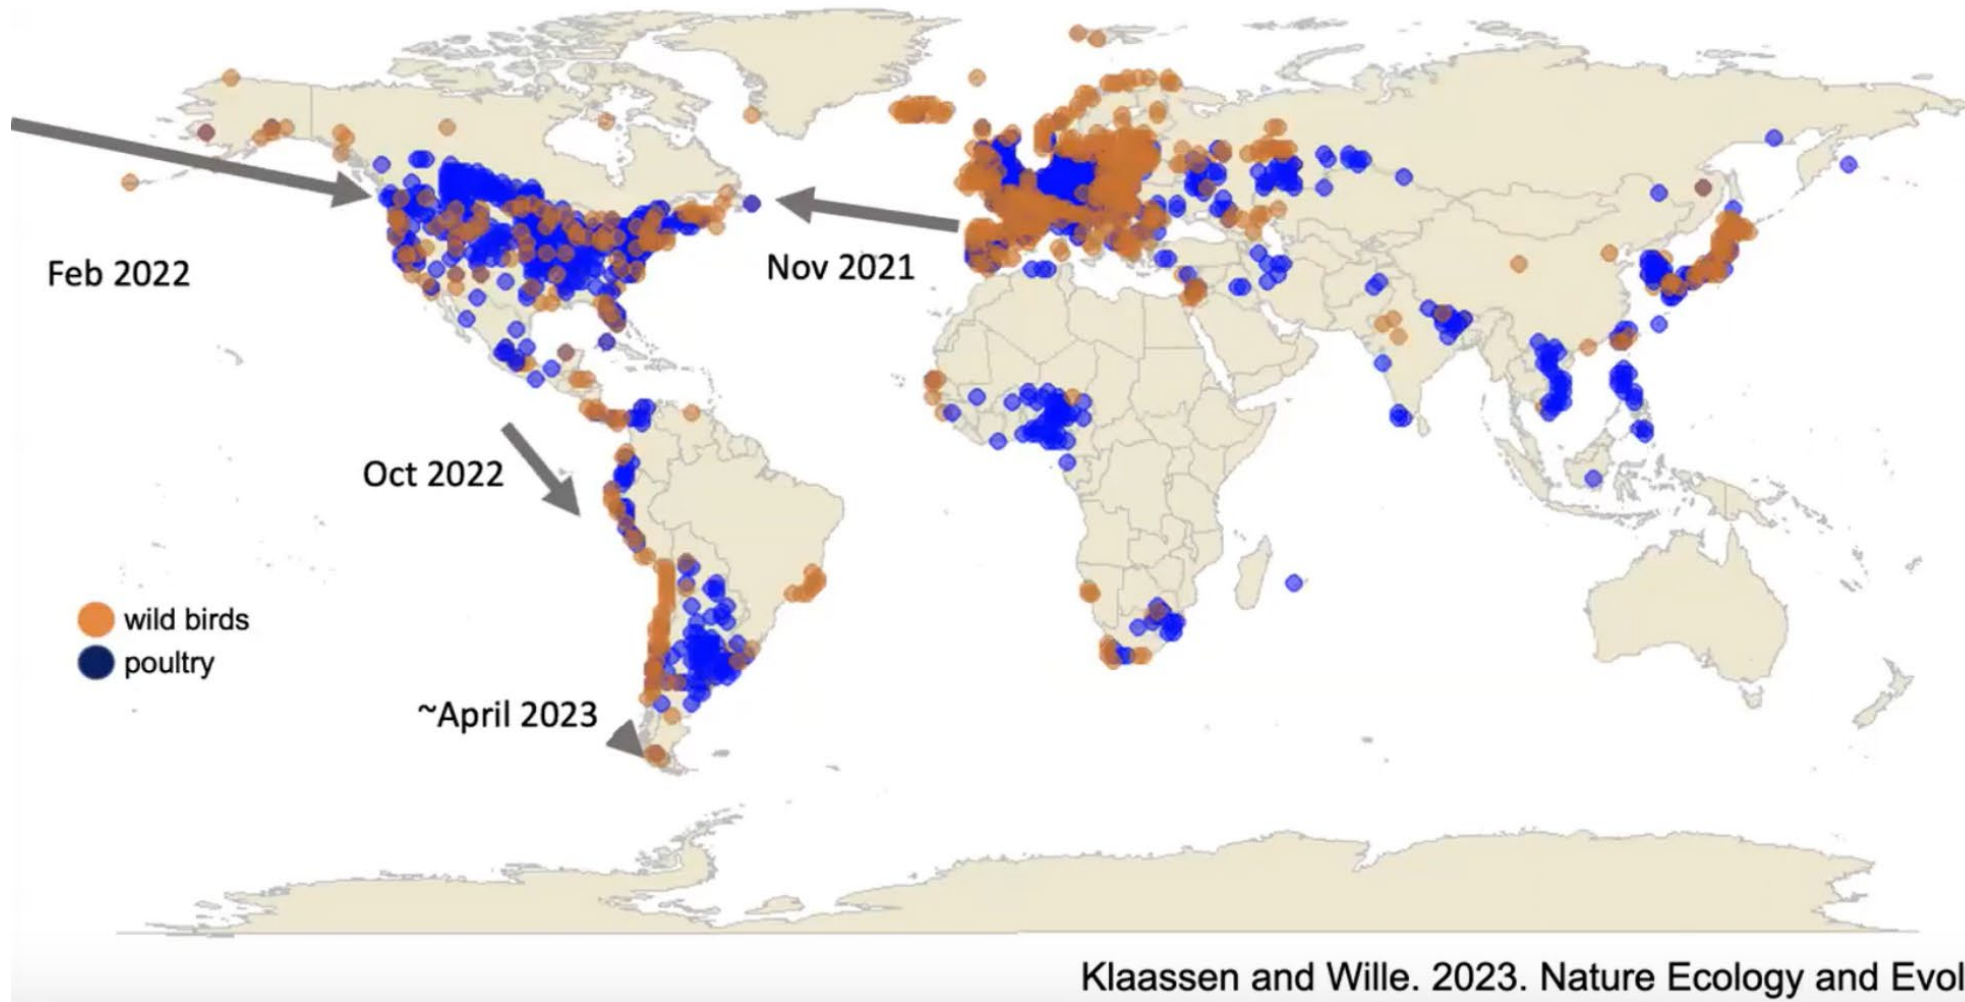 Feb 2022
Nov 2021
Oct 2022
wild birds
poultry
~April 2023
Klaassen and Wille. 2023. Nature Ecology and Evol